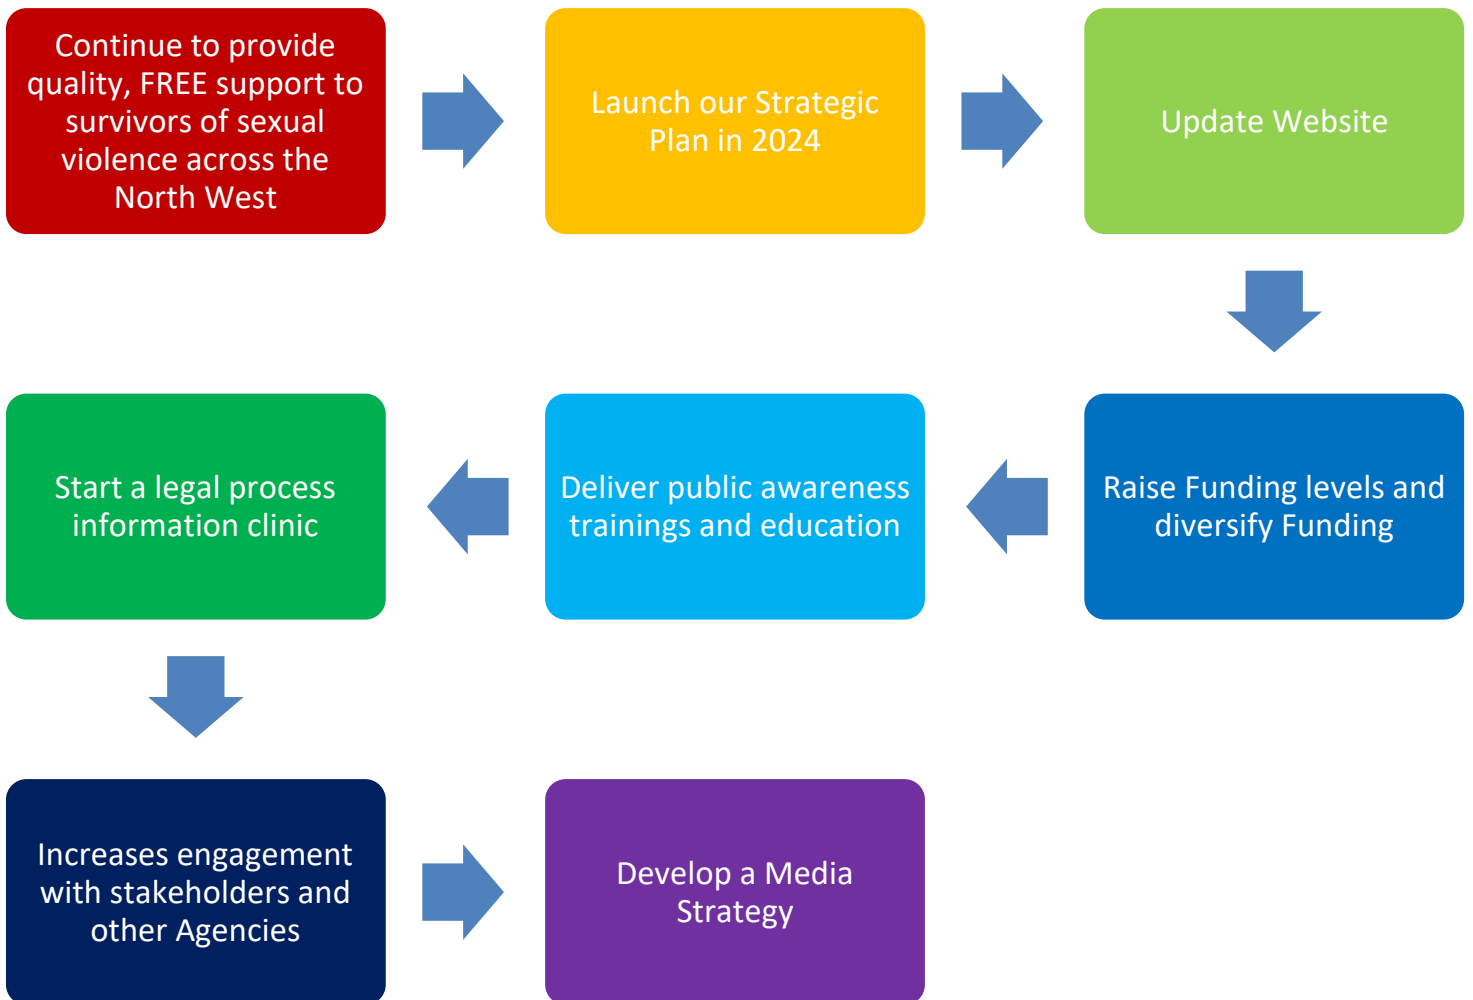 Continue to provide
quality, FREE support to
survivors of sexual
violence across the
North West
Launch our Strategic
Plan in 2024
Update Website
Raise Funding levels and
diversify Funding
Deliver public awareness
trainings and education
Start a legal process
information clinic
Increases engagement
with stakeholders and
other Agencies
Develop a Media
Strategy